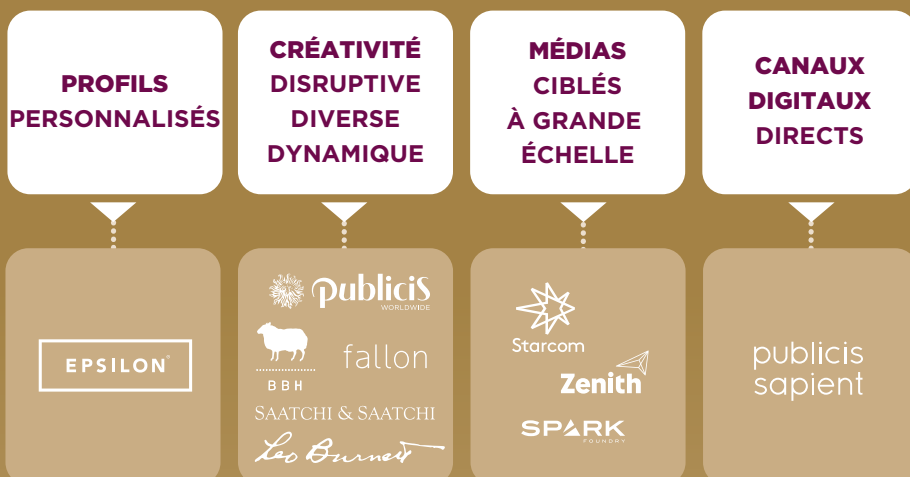 PROFILS
PERSONNALISÉS
CRÉATIVITÉ
DISRUPTIVE
DIVERSE
DYNAMIQUE
MÉDIAS
CIBLÉS
À GRANDE
ÉCHELLE
CANAUX
DIGITAUX
DIRECTS
EPSILON®
publicis
WORLDWIDE
BBH
fallon
SAATCHI & SAATCHI
Leo Burnett
Starcom
Zenith
SPARK
FOUNDRY
publicis
sapient